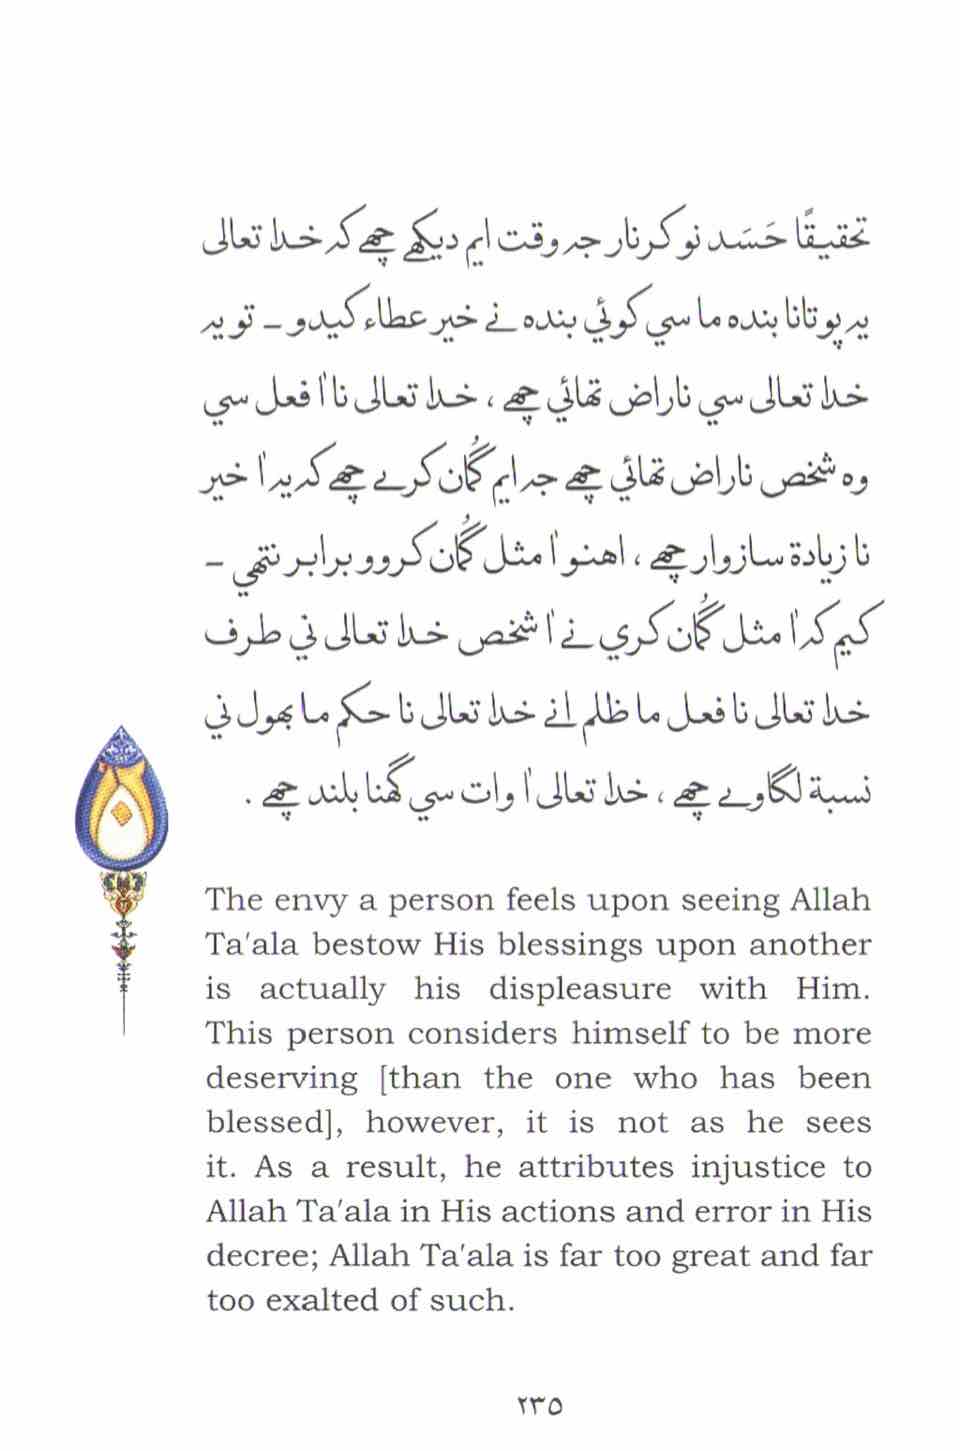 تحقيقًا حَسَد نو كرنار جه وقت ايم ديكھے چھے كہ خدا تعالى
يہ پوتانا بنده ما سي كوئي بنده نے خير عطاء كيدو ـ تو يہ
خدا تعالى سي ناراض تھائي چھے ، خدا تعالى نا اٰ فعل سي
وه شخص ناراض تھائي چھے جہ ايم گُمان كرے چھے كہ يہ اٰ خير
نا زيادة سازوار چھے ، اهنو اٰ مثل گُمان كروو برابر نتھي ـ
كيم كہ اٰ مثل گُمان كري نے اٰ شخص خدا تعالى ني طرف
خدا تعالى نا فعل ما ظلم انے خدا تعالى نا حكم ما بھول ني
نسبة لگاوے چھے ، خدا تعالى اٰ وات سي گھنا بلند چھے .
The envy a person feels upon seeing Allah
Ta'ala bestow His blessings upon another
is actually his displeasure with Him.
This person considers himself to be more
deserving [than the one who has been
blessed], however, it is not as he sees
it. As a result, he attributes injustice to
Allah Ta'ala in His actions and error in His
decree; Allah Ta'ala is far too great and far
too exalted of such.
٢٣٥